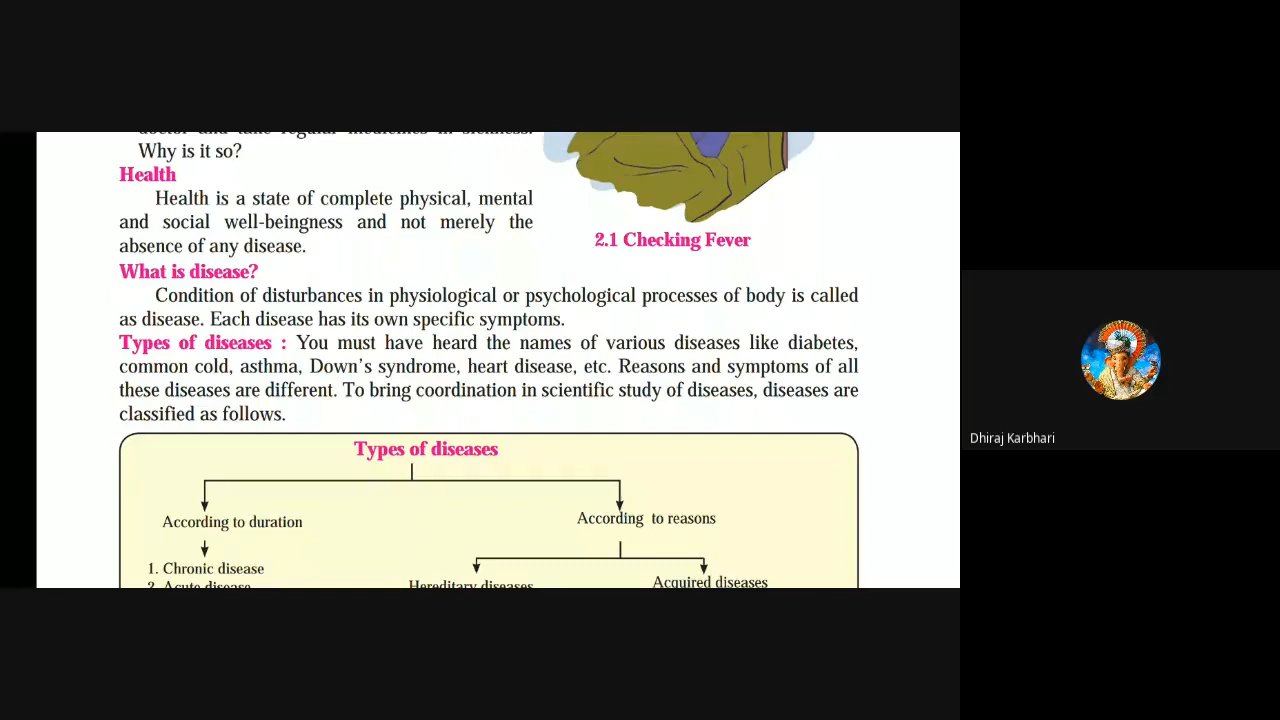 Why is it so?
Health
Health is a state of complete physical, mental
and social well-beingness and not merely the
absence of any disease.
2.1 Checking Fever
What is disease?
Condition of disturbances in physiological or psychological processes of body is called
as disease. Each disease has its own specific symptoms.
Types of diseases : You must have heard the names of various diseases like diabetes,
common cold, asthma, Down's syndrome, heart disease, etc. Reasons and symptoms of all
these diseases are different. To bring coordination in scientific study of diseases, diseases are
classified as follows.
Types of diseases
According to duration
According to reasons
1. Chronic disease
2. Acute disease
Hereditary diseases
Acquired diseases
Dhiraj Karbhari